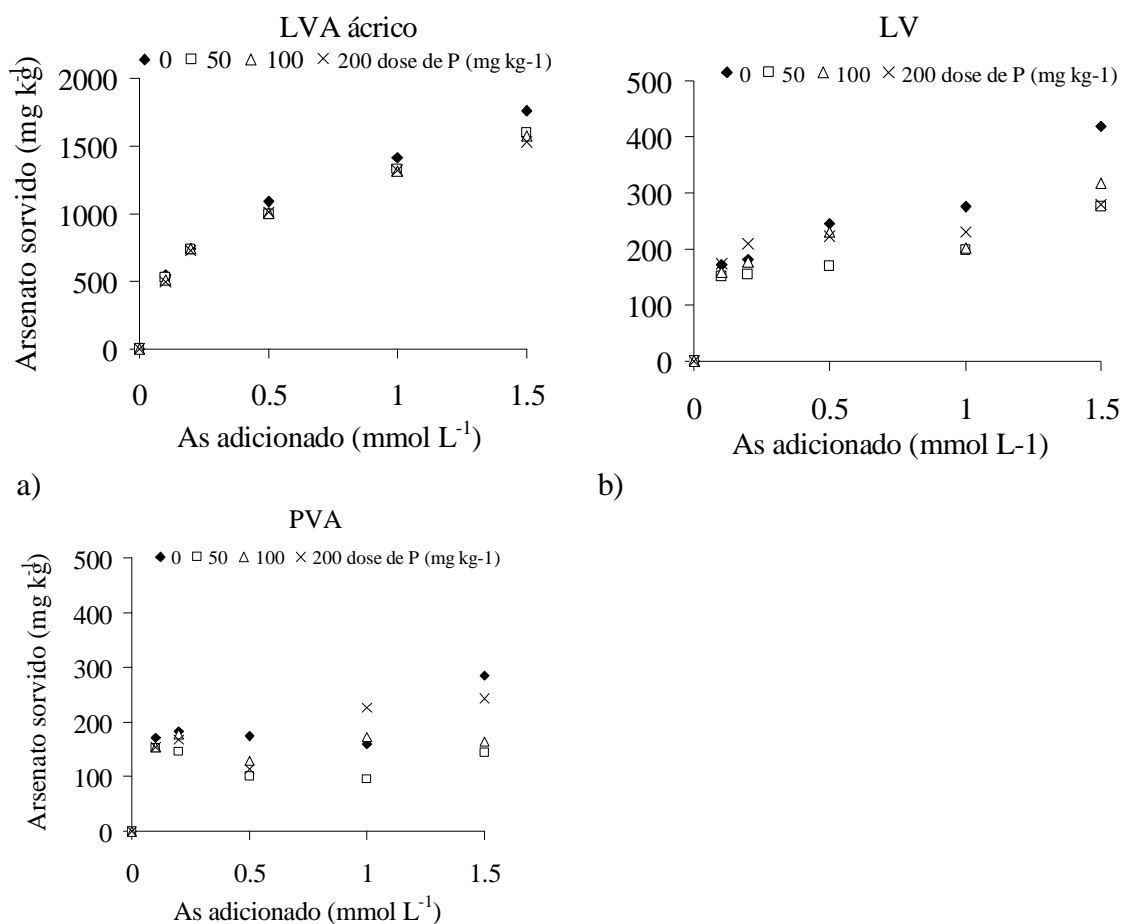 LVA ácrico
0 50 100 200 dose de P (mg kg-1)
Arsenato sorvido (mg kg-1)
2000
1500
1000
500
0
0 0.5 1 1.5
As adicionado (mmol L-1)
a)
LV
0 50 100 200 dose de P (mg kg-1)
500
400
300
200
100
0
0 0.5 1 1.5
As adicionado (mmol L-1)
b)
PVA
0 50 100 200 dose de P (mg kg-1)
Arsenato sorvido (mg kg-1)
500
400
300
200
100
0
0 0.5 1 1.5
As adicionado (mmol L-1)